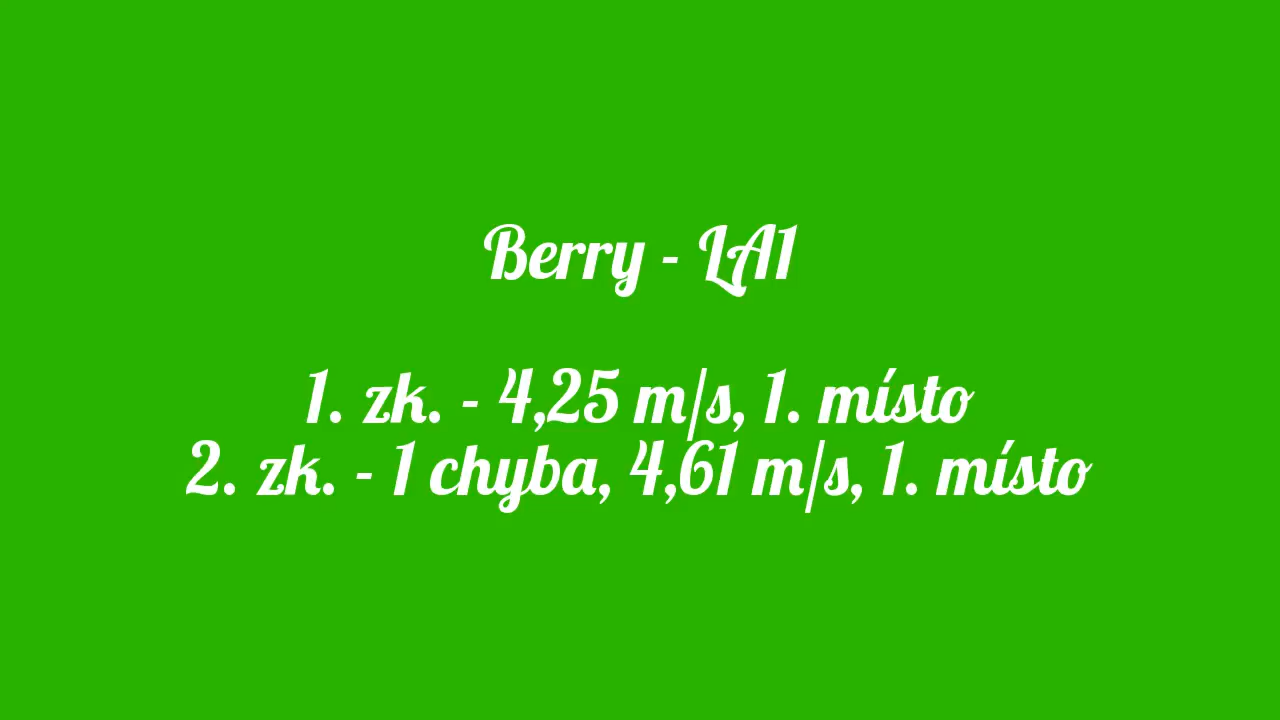 Berry - LA1
1. zk. - 4,25 m/s, 1. místo
2. zk. - 1 chyba, 4,61 m/s, 1. místo